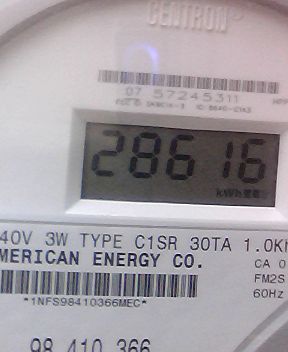 CENTRON
07 57245311
28616
kWh
40V 3W TYPE C1SR 30TA 1.0Kh
MERICAN ENERGY CO.
CA 0
FM2S
60Hz
*1NFS98410366MEC*
98 410 366